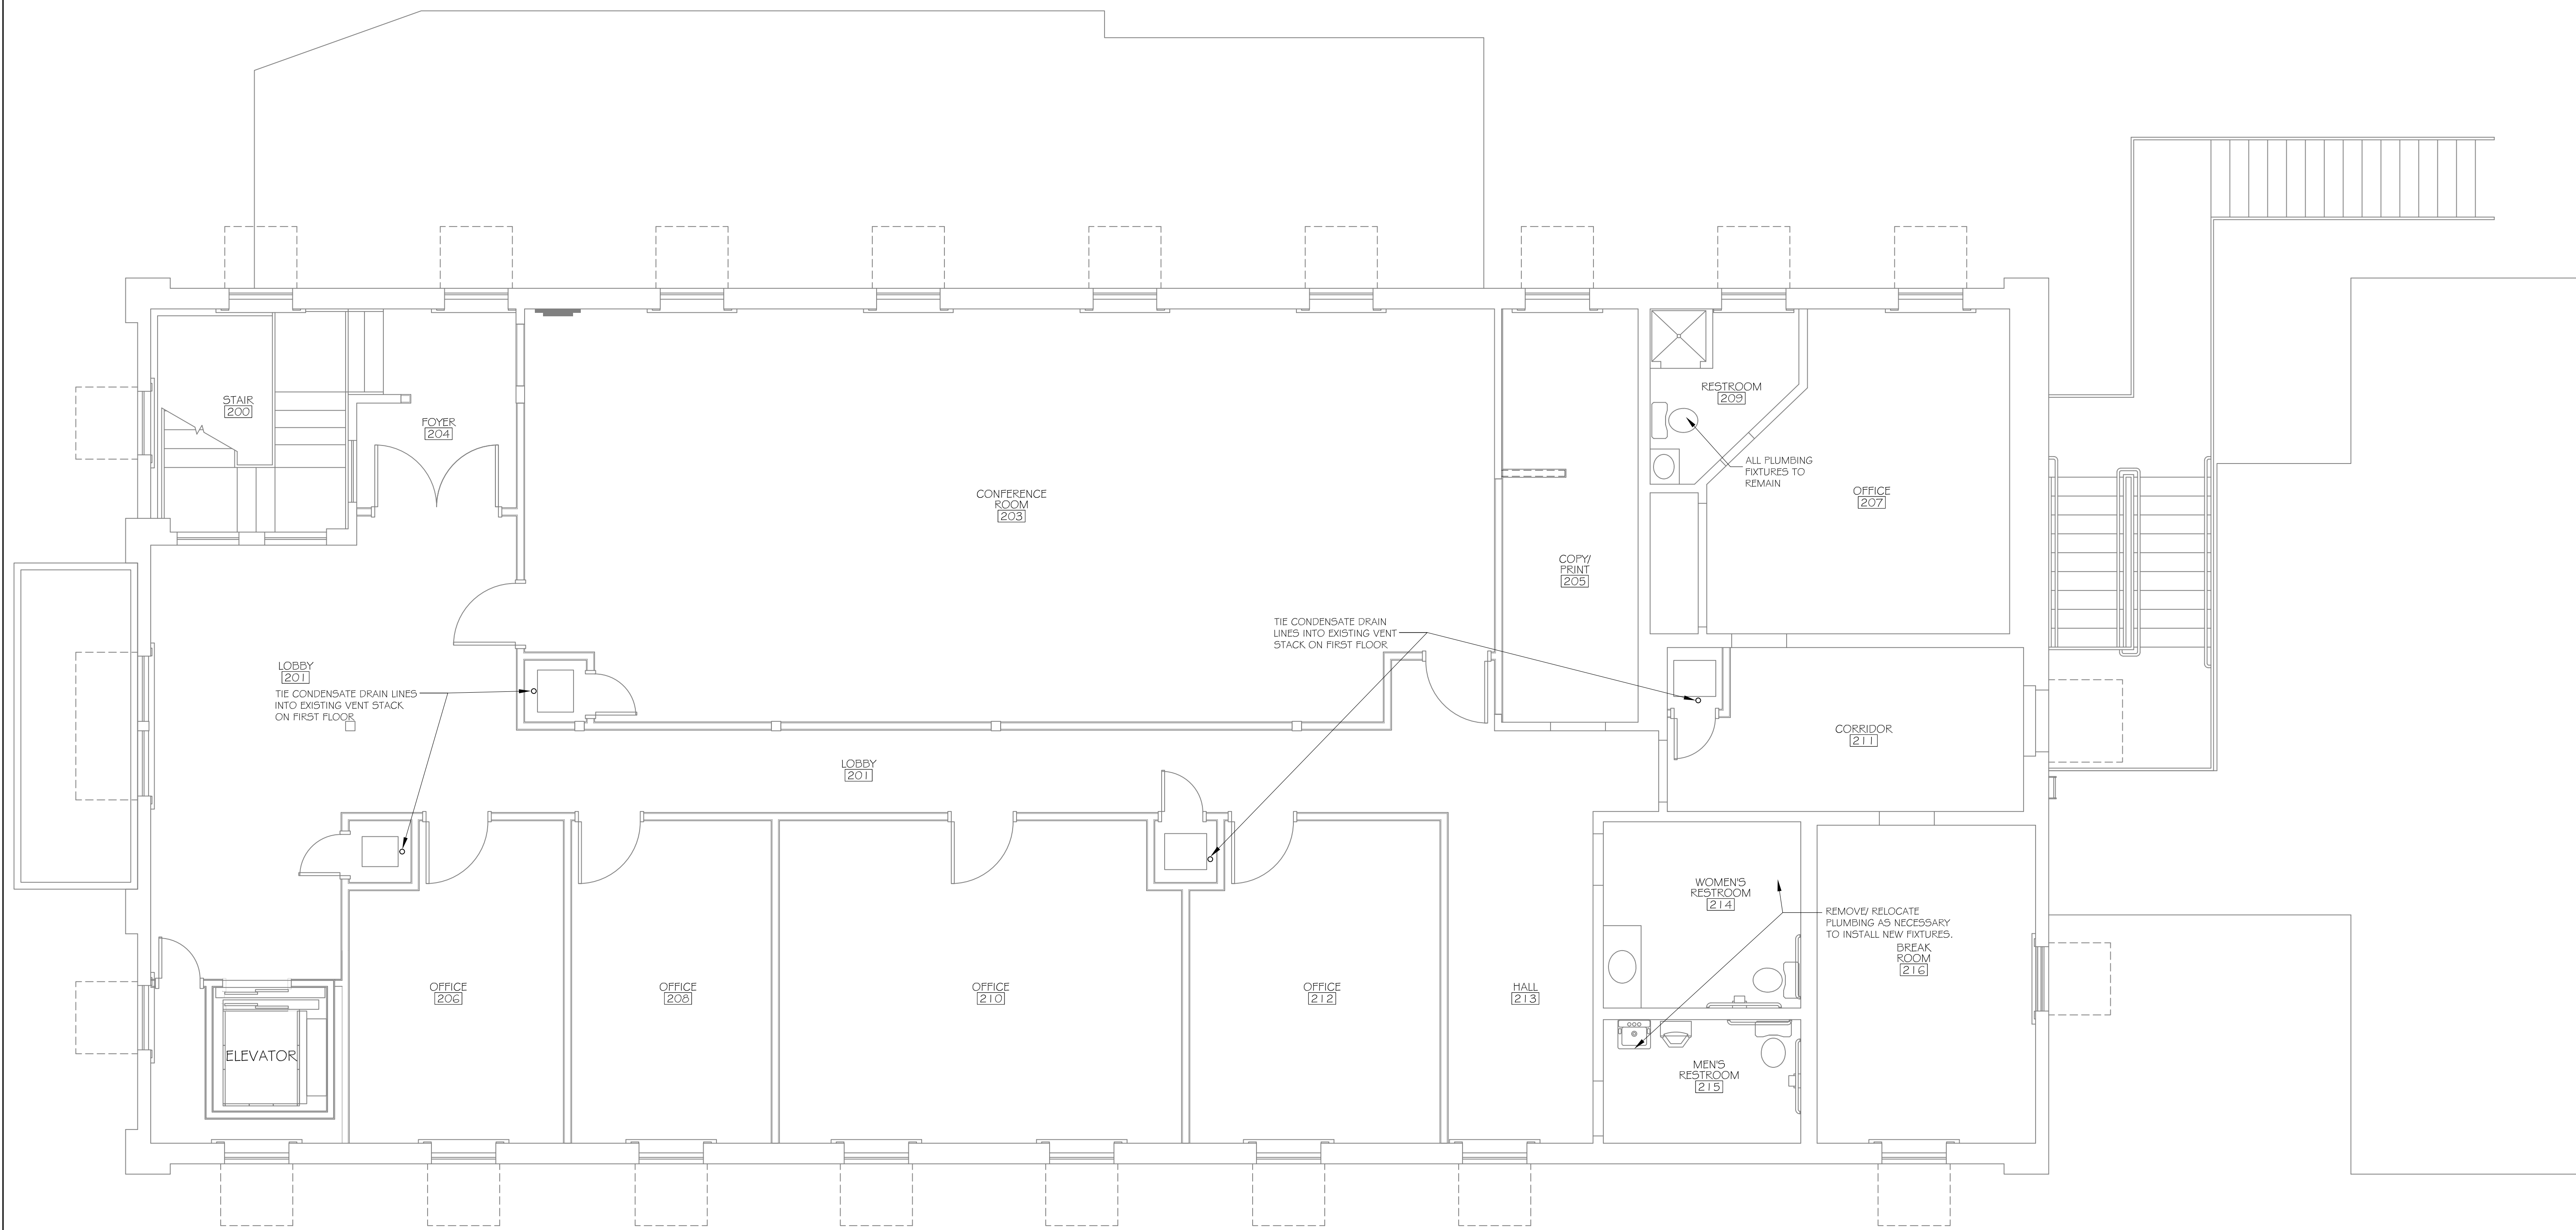 STAIR
200
FOYER
204
CONFERENCE
ROOM
203
RESTROOM
209
ALL PLUMBING
FIXTURES TO
REMAIN
OFFICE
207
COPY/
PRINT
205
TIE CONDENSATE DRAIN
LINES INTO EXISTING VENT
STACK ON FIRST FLOOR
LOBBY
201
TIE CONDENSATE DRAIN LINES
INTO EXISTING VENT STACK
ON FIRST FLOOR
CORRIDOR
211
LOBBY
201
WOMEN'S
RESTROOM
214
REMOVE/ RELOCATE
PLUMBING AS NECESSARY
TO INSTALL NEW FIXTURES.
BREAK
ROOM
216
OFFICE
206
OFFICE
208
OFFICE
210
OFFICE
212
HALL
213
ELEVATOR
MEN'S
RESTROOM
215